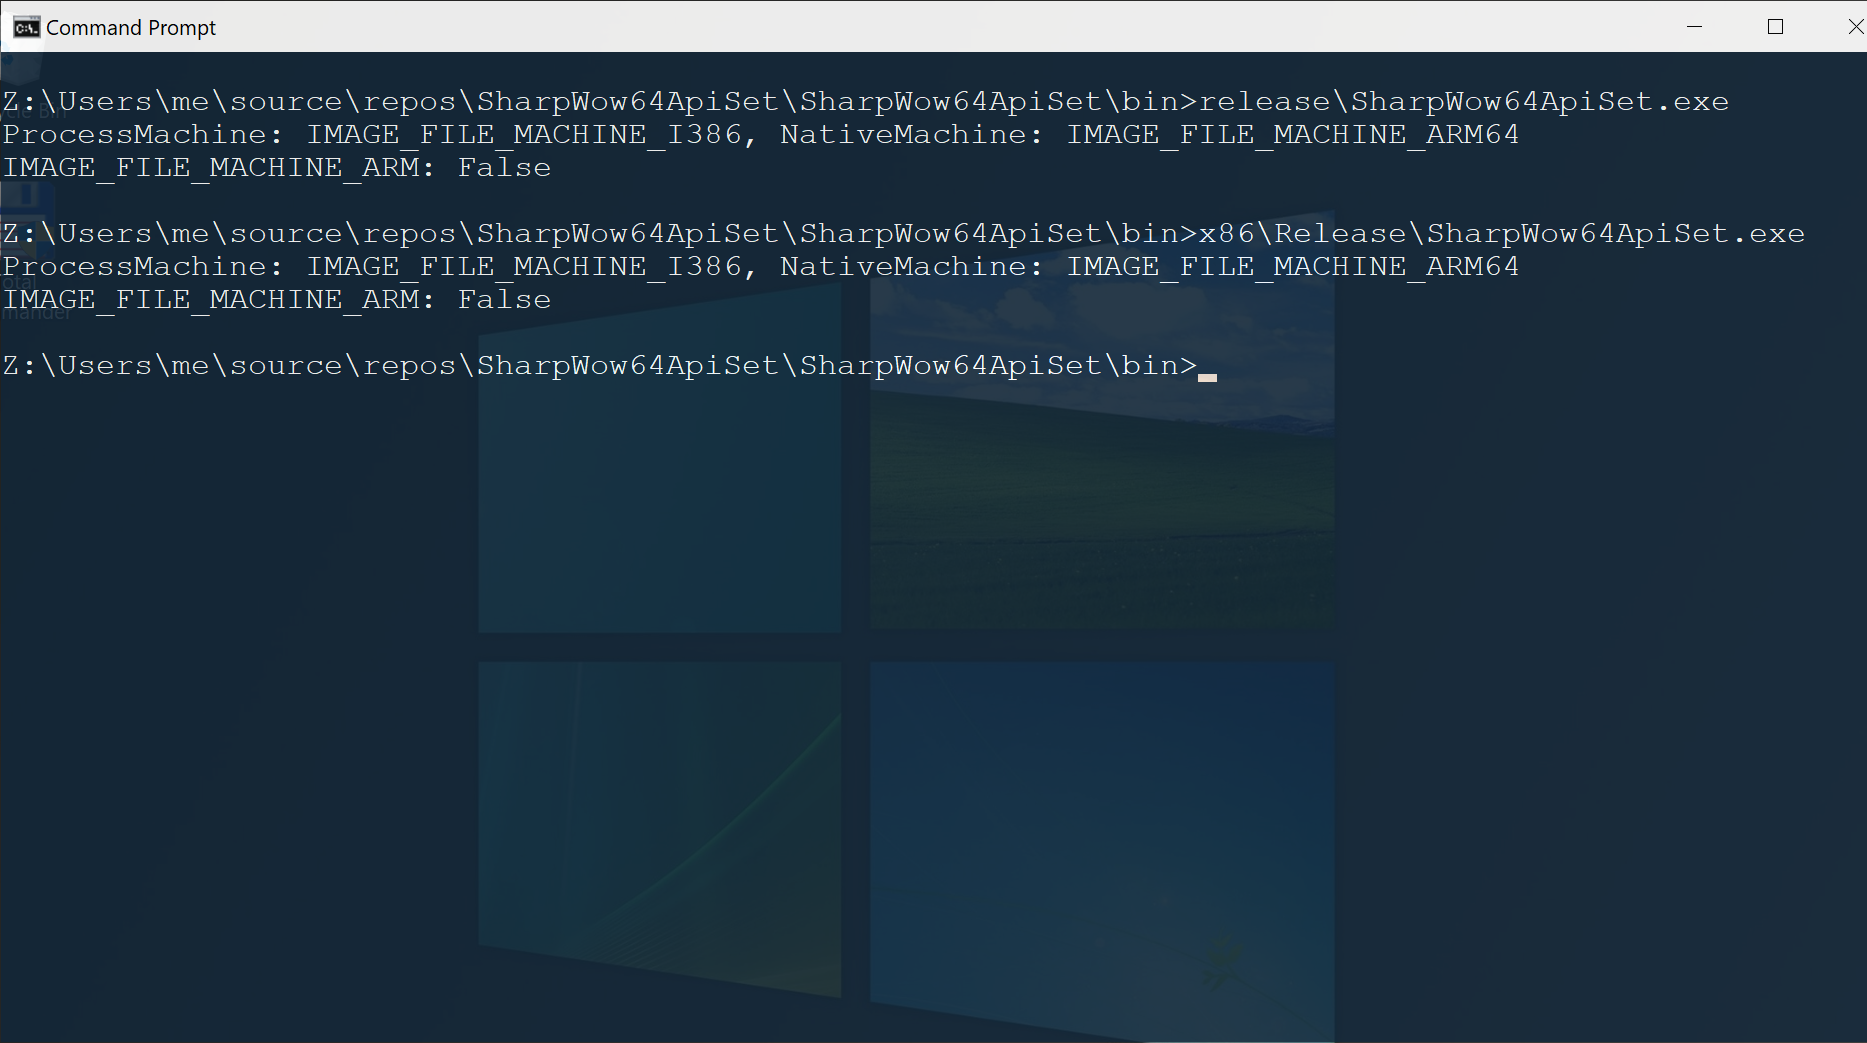 Command Prompt
Z:\Users\me\source\repos\SharpWow64ApiSet\SharpWow64ApiSet\bin>release\SharpWow64ApiSet.exe
ProcessMachine: IMAGE_FILE_MACHINE_I386, NativeMachine: IMAGE_FILE_MACHINE_ARM64
IMAGE_FILE_MACHINE_ARM: False
Z:\Users\me\source\repos\SharpWow64ApiSet\SharpWow64ApiSet\bin>x86\Release\SharpWow64ApiSet.exe
ProcessMachine: IMAGE_FILE_MACHINE_I386, NativeMachine: IMAGE_FILE_MACHINE_ARM64
IMAGE_FILE_MACHINE_ARM: False
Z:\Users\me\source\repos\SharpWow64ApiSet\SharpWow64ApiSet\bin>